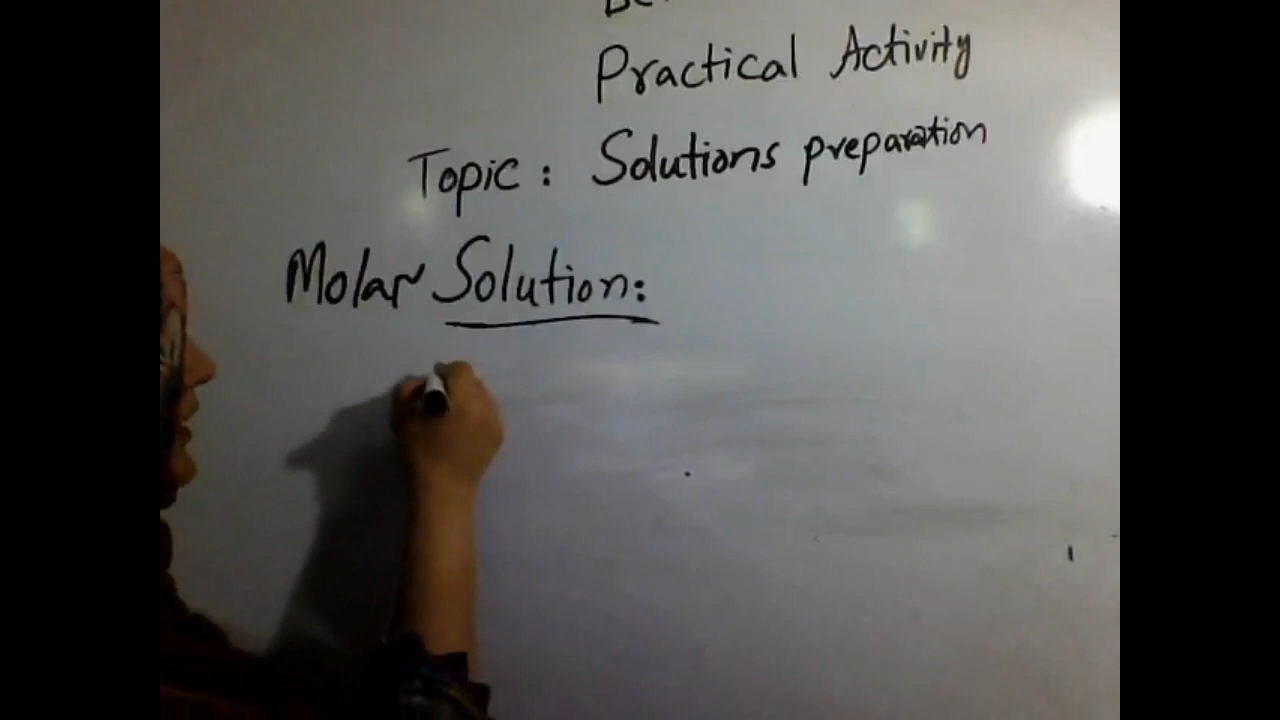 Practical Activity
Topic: Solutions preparation
Molar Solution: